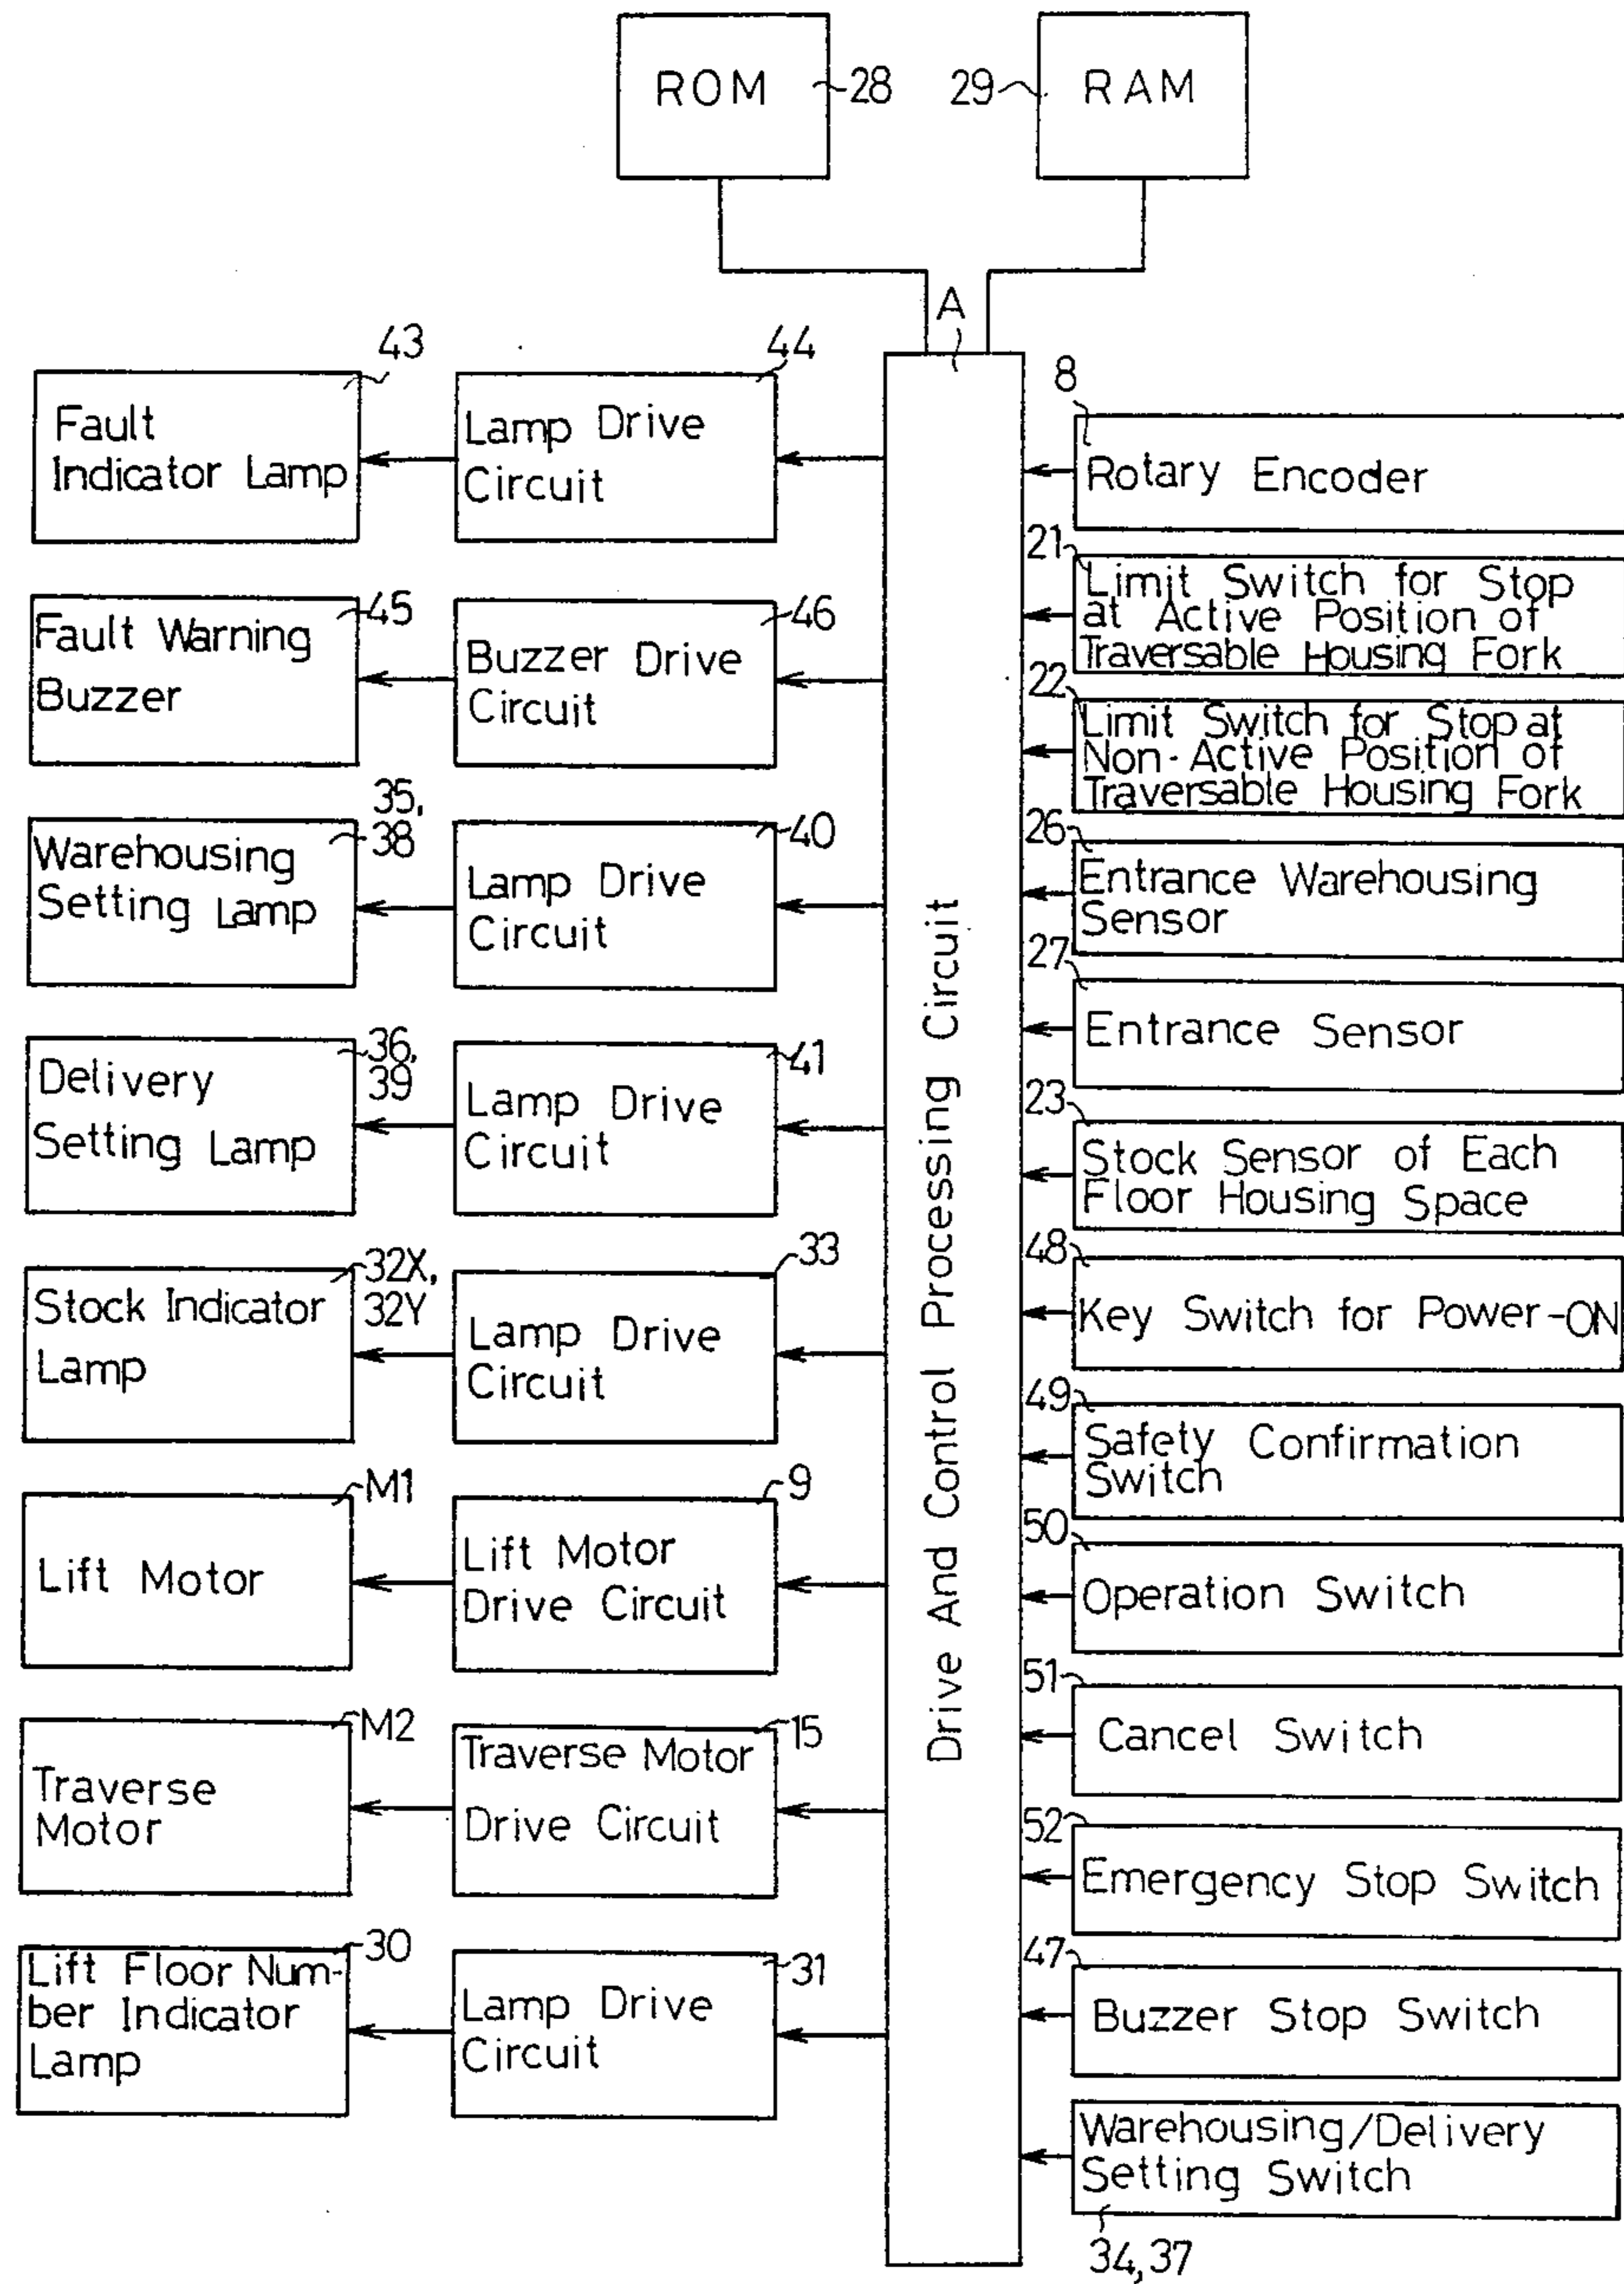 ROM
28
29
RAM
A
43
Fault
Indicator Lamp
44
Lamp Drive
Circuit
45
Fault Warning
Buzzer
46
Buzzer Drive
Circuit
35,
38
Warehousing
Setting Lamp
40
Lamp Drive
Circuit
36,
39
Delivery
Setting Lamp
41
Lamp Drive
Circuit
32X,
32Y
Stock Indicator
Lamp
33
Lamp Drive
Circuit
M1
Lift Motor
9
Lift Motor
Drive Circuit
M2
Traverse
Motor
15
Traverse Motor
Drive Circuit
30
Lift Floor Num-
ber Indicator
Lamp
31
Lamp Drive
Circuit
Drive And Control Processing Circuit
8
Rotary Encoder
21
Limit Switch for Stop
at Active Position of
Traversable Housing Fork
22
Limit Switch for Stop at
Non-Active Position of
Traversable Housing Fork
26
Entrance Warehousing
Sensor
27
Entrance Sensor
23
Stock Sensor of Each
Floor Housing Space
48
Key Switch for Power-ON
49
Safety Confirmation
Switch
50
Operation Switch
51
Cancel Switch
52
Emergency Stop Switch
47
Buzzer Stop Switch
Warehousing/Delivery
Setting Switch
34,37